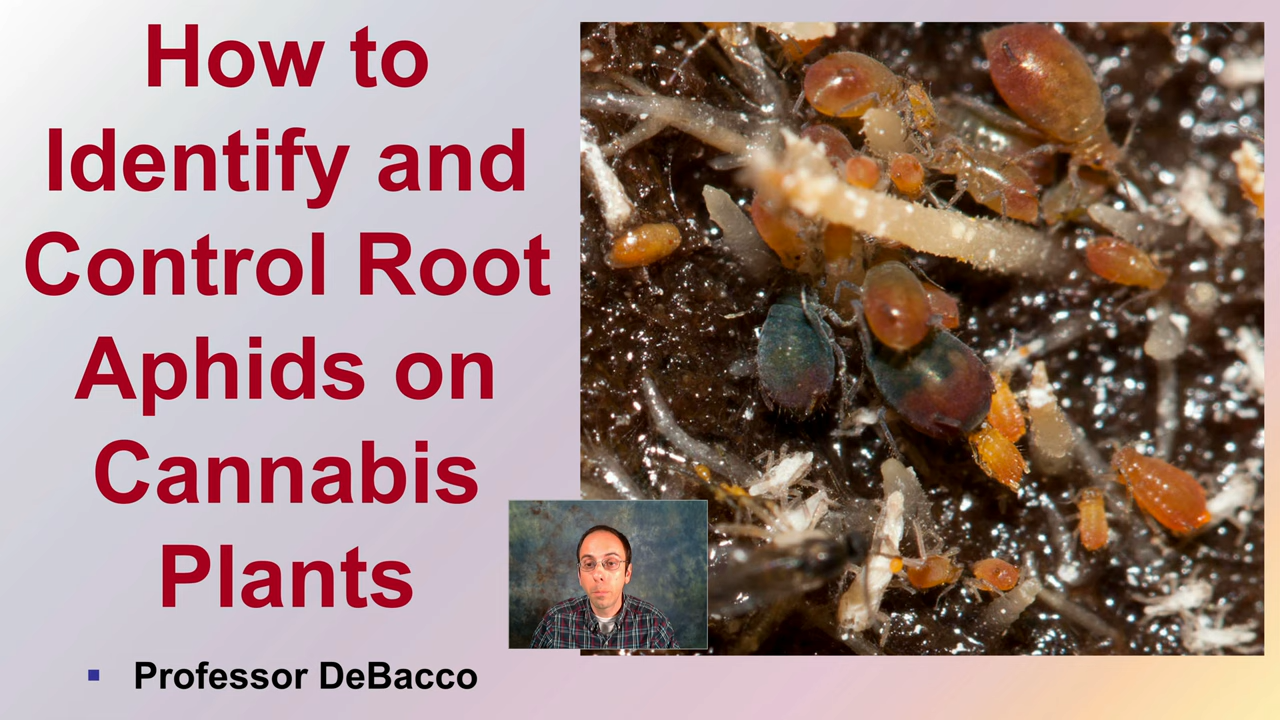 How to
Identify and
Control Root
Aphids on
Cannabis
Plants
Professor DeBacco